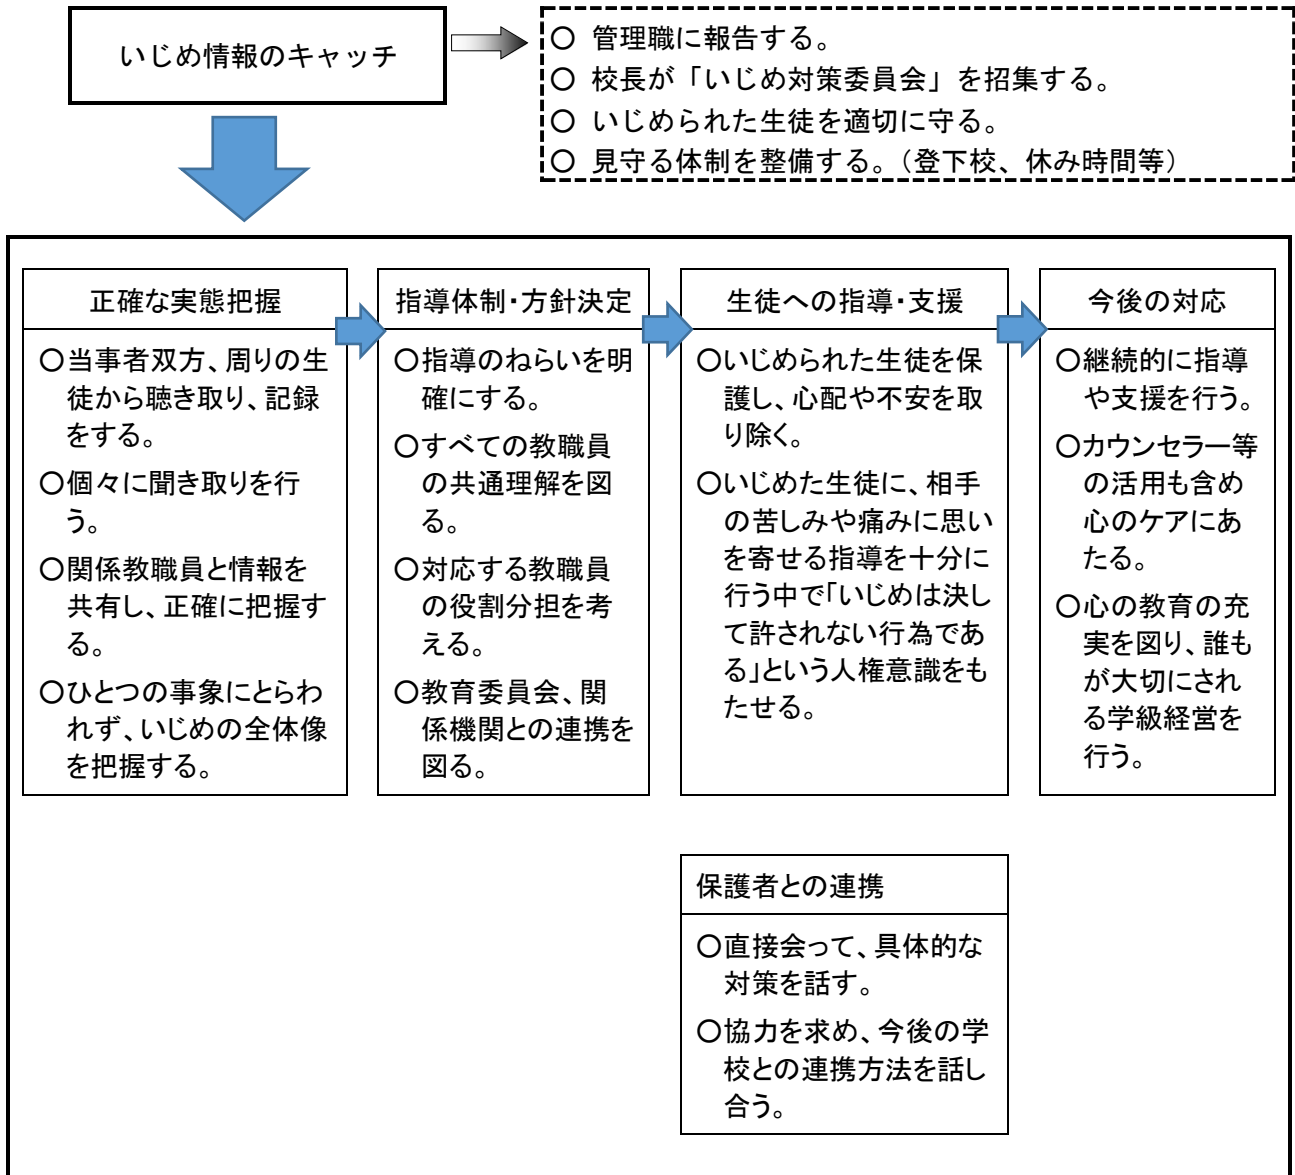 いじめ情報のキャッチ
○ 管理職に報告する。
○ 校長が「いじめ対策委員会」を招集する。
○ いじめられた生徒を適切に守る。
○ 見守る体制を整備する。（登下校、休み時間等）
正確な実態把握
○当事者双方、周りの生
徒から聴き取り、記録
をする。
○個々に聞き取りを行
う。
○関係教職員と情報を
共有し、正確に把握す
る。
○ひとつの事象にとらわ
れず、いじめの全体像
を把握する。
指導体制・方針決定
○指導のねらいを明
確にする。
○すべての教職員
の共通理解を図
る。
○対応する教職員
の役割分担を考
える。
○教育委員会、関
係機関との連携を
図る。
生徒への指導・支援
○いじめられた生徒を保
護し、心配や不安を取
り除く。
○いじめた生徒に、相手
の苦しみや痛みに思い
を寄せる指導を十分に
行う中で「いじめは決し
て許されない行為であ
る」という人権意識をも
たせる。
今後の対応
○継続的に指導
や支援を行う。
○カウンセラー等
の活用も含め
心のケアにあ
たる。
○心の教育の充
実を図り、誰も
が大切にされ
る学級経営を
行う。
保護者との連携
○直接会って、具体的な
対策を話す。
○協力を求め、今後の学
校との連携方法を話し
合う。